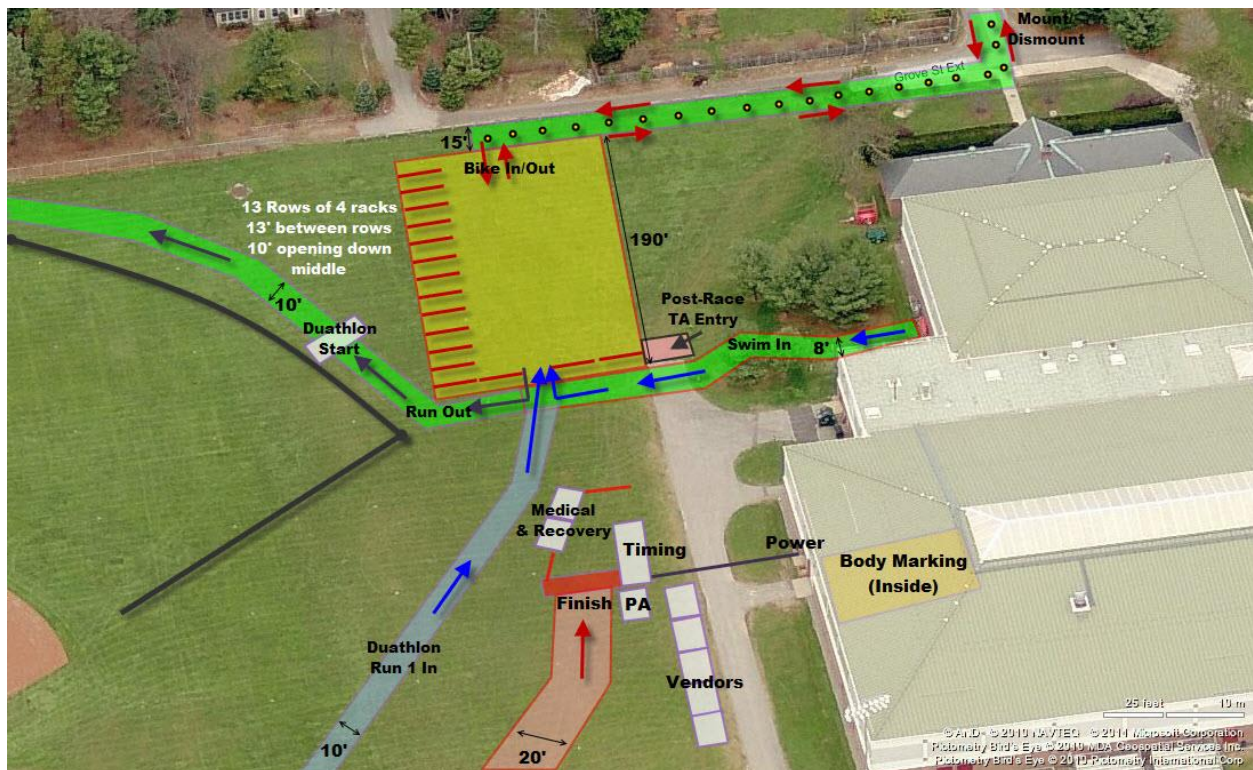 Mount/
Dismount
Grove St Ext
15'
Bike In/Out
13 Rows of 4 racks
13' between rows
10' opening down
middle
190'
10'
Post-Race
TA Entry
Duathlon
Start
Swim In
8'
Run Out
Medical
& Recovery
Timing
Power
Body Marking
(Inside)
Finish
PA
Duathlon
Run 1 In
Vendors
10'
20'
25 feet
10 m
© 2010 NAVTEQ © 2011 Microsoft Corporation
Pictometry Bird's Eye © 2010 MDA Geospatial Services Inc.
Pictometry Bird's Eye © 2010 Pictometry International Corp